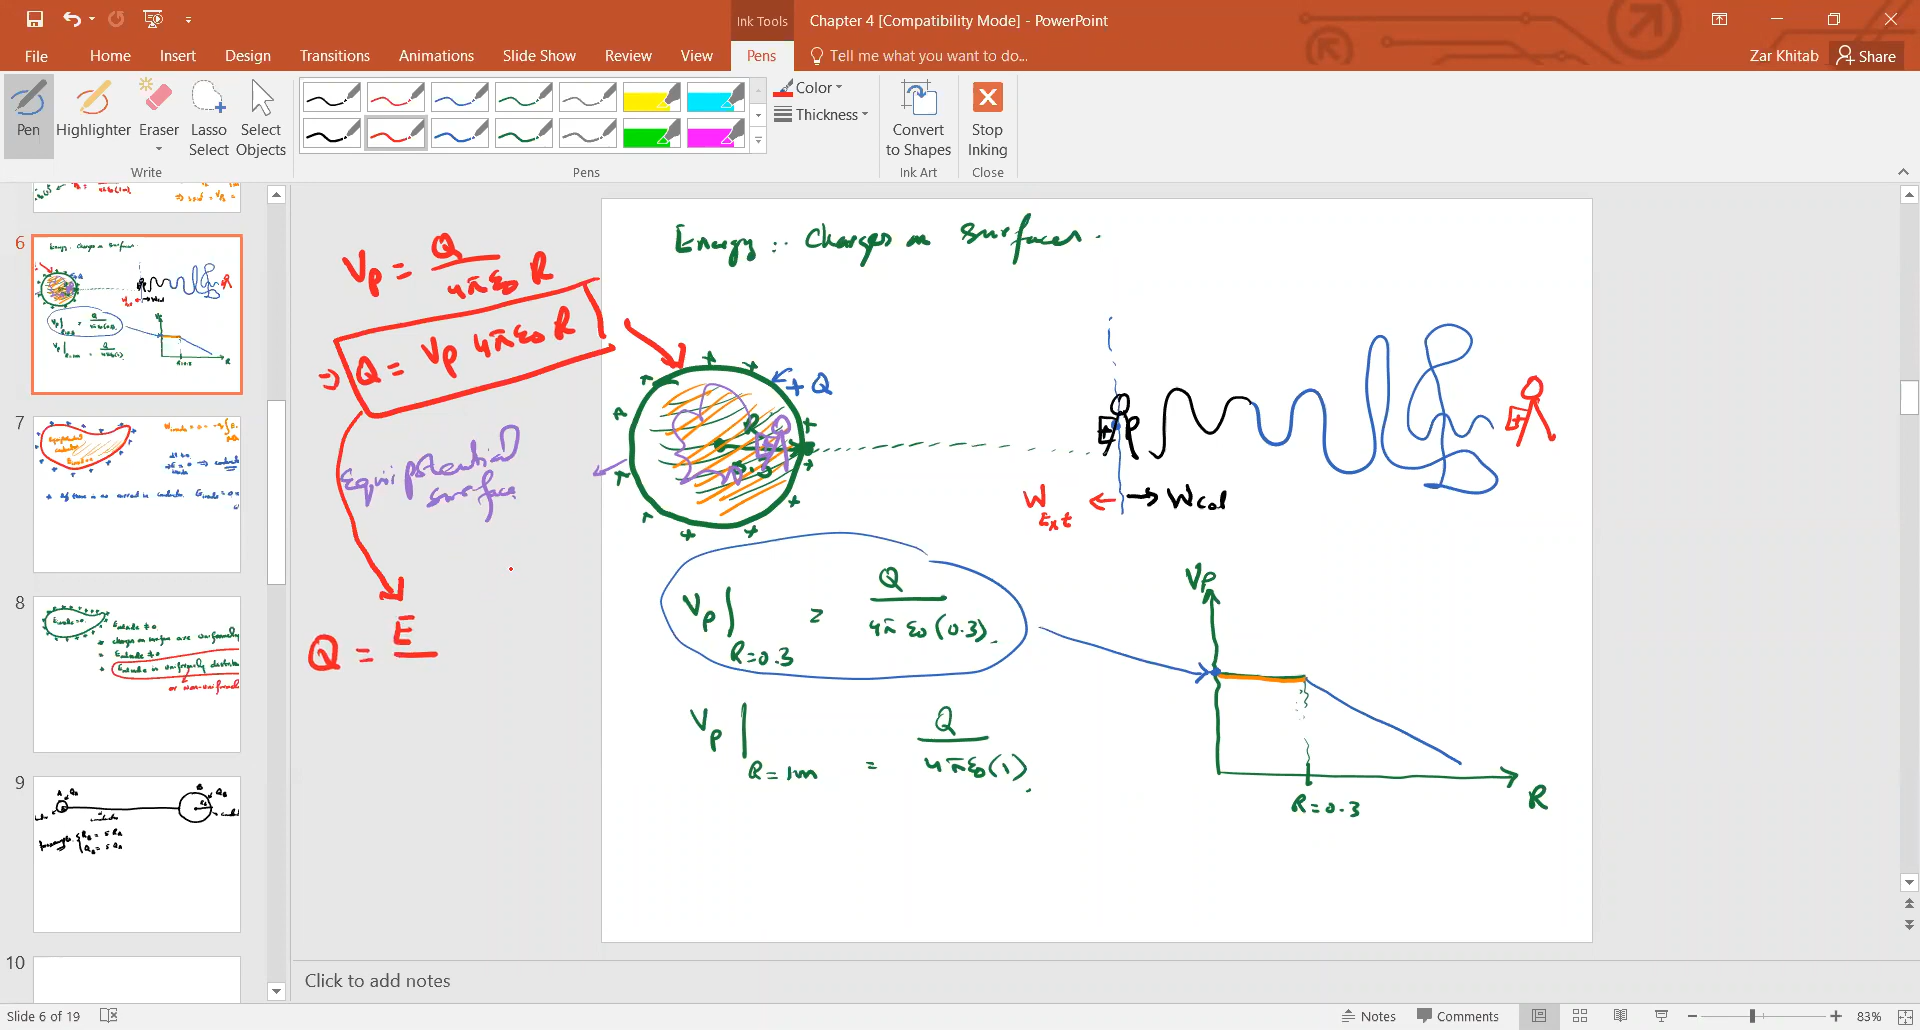 Ink Tools
Chapter 4 [Compatibility Mode] - PowerPoint
File Home Insert Design Transitions Animations Slide Show Review View Pens Tell me what you want to do...
Zar Khitab Share
Pen Highlighter Eraser Lasso Select Select Objects
Write
Pens
Color
Thickness
Convert to Shapes
Ink Art
Stop Inking
Close
6
7
8
9
10
Energy :: Charges on surfaces.
Vp = Q / 4πε0 R
⇒ Q = Vp 4πε0 R
+ Q
R
0.3
Equipotential
surface
WExt ← → Wcol
Q = E
Vp | R=0.3 = Q / 4πε0 (0.3)
Vp | R=1m = Q / 4πε0 (1)
Vp
R=0.3
R
Click to add notes
Slide 6 of 19
Notes Comments 83%